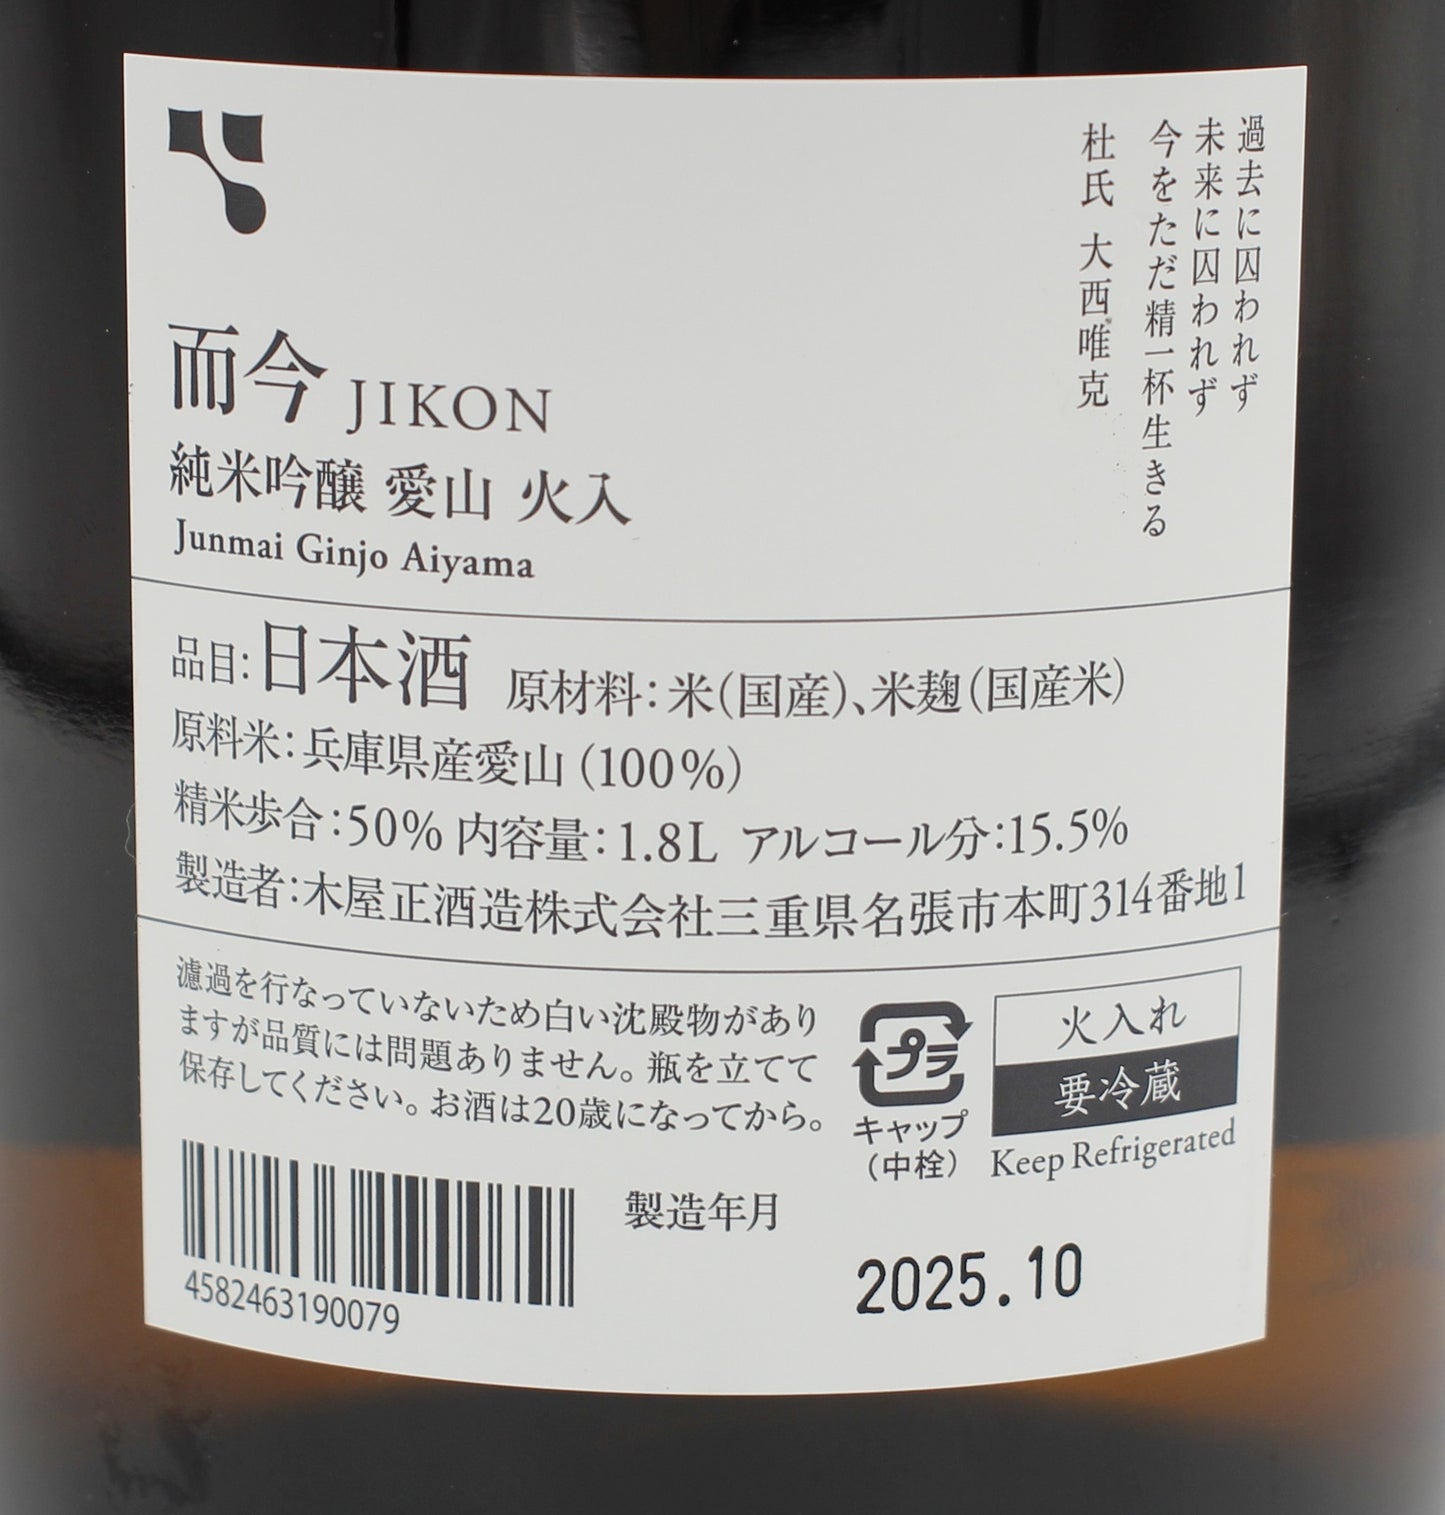 過去に囚われず
未来に囚われず
今をただ精一杯生きる
杜氏 大西唯克
而今 JIKON
純米吟醸 愛山 火入
Junmai Ginjo Aiyama
品目:日本酒 原材料:米(国産)、米麹(国産米)
原料米:兵庫県産愛山(100%)
精米歩合:50% 内容量:1.8L アルコール分:15.5%
製造者:木屋正酒造株式会社三重県名張市本町314番地1
濾過を行なっていないため白い沈殿物があり
ますが品質には問題ありません。瓶を立てて
保存してください。お酒は20歳になってから。
プラ
キャップ
(中栓)
火入れ
要冷蔵
Keep Refrigerated
4582463190079
製造年月
2025.10